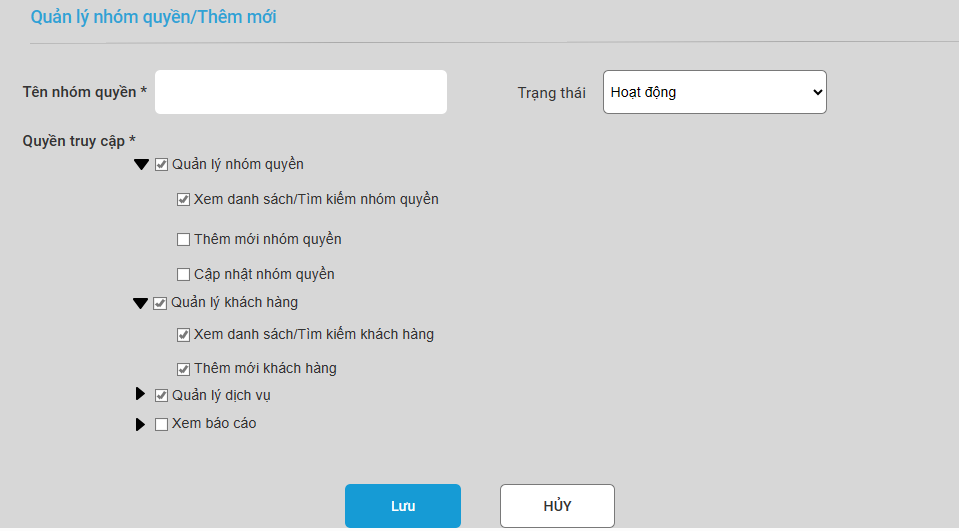 Quản lý nhóm quyền/Thêm mới
Tên nhóm quyền *
Trạng thái Hoạt động
Quyền truy cập *
Quản lý nhóm quyền
Xem danh sách/Tìm kiếm nhóm quyền
Thêm mới nhóm quyền
Cập nhật nhóm quyền
Quản lý khách hàng
Xem danh sách/Tìm kiếm khách hàng
Thêm mới khách hàng
Quản lý dịch vụ
Xem báo cáo
Lưu HỦY